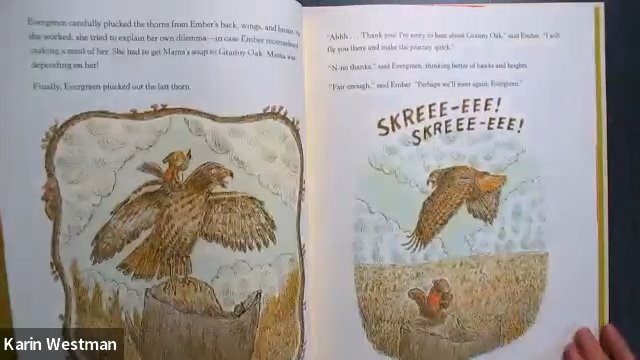 Evergreen carefully plucked the thorns from Ember's back, wings, and breast. As
she worked, she tried to explain her own dilemma—in case Ember reconsidered
making a meal of her. She had to get Mama's soup to Granny Oak. Mama was
depending on her!
Finally, Evergreen plucked out the last thorn.
"Ahhh . . . Thank you! I'm sorry to hear about Granny Oak," said Ember. "I will
fly you there and make the journey quick."
"N-no thanks," said Evergreen, thinking better of hawks and heights.
"Fair enough," said Ember. "Perhaps we'll meet again, Evergreen."
SKREEE-EEE!
SKREEE-EEE!
Karin Westman